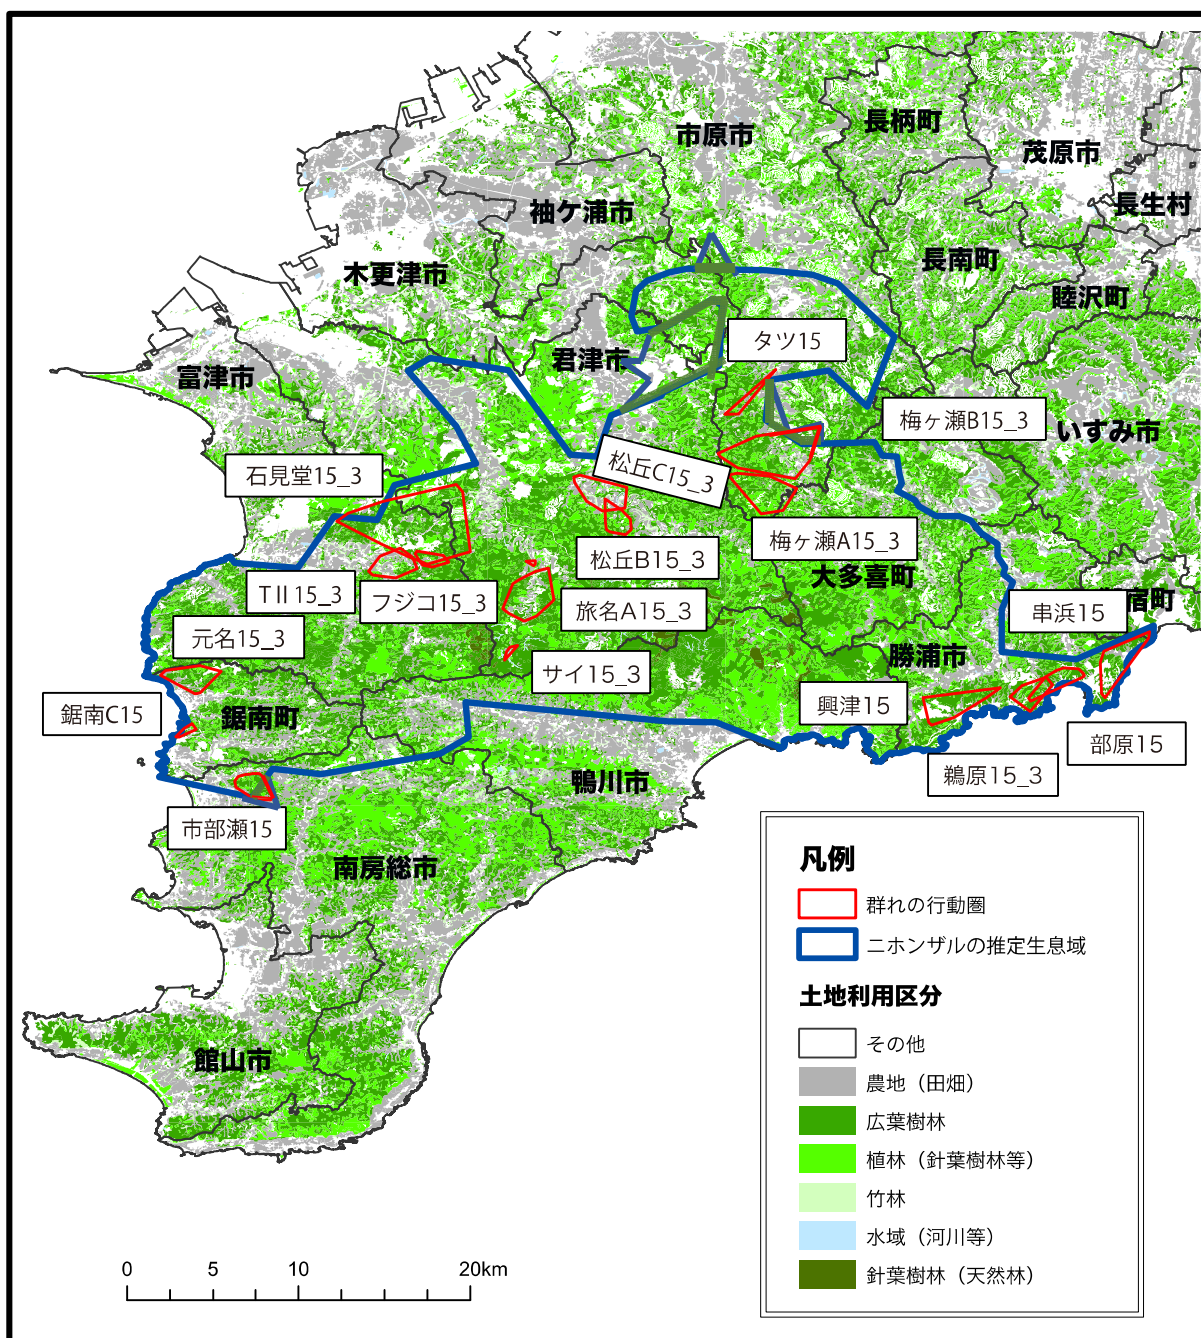 市原市
長柄町
茂原市
長生村
袖ケ浦市
長南町
木更津市
睦沢町
タツ15
君津市
富津市
梅ヶ瀬B15_3
いすみ市
石見堂15_3
松丘C15_3
梅ヶ瀬A15_3
松丘B15_3
大多喜町
TⅡ15_3
フジコ15_3
旅名A15_3
宿町
串浜15
元名15_3
勝浦市
サイ15_3
興津15
鋸南C15
鋸南町
部原15
鵜原15_3
鴨川市
市部瀬15
南房総市
館山市
凡例
群れの行動圏
ニホンザルの推定生息域
土地利用区分
その他
農地（田畑）
広葉樹林
植林（針葉樹林等）
竹林
水域（河川等）
針葉樹林（天然林）
0 5 10 20km